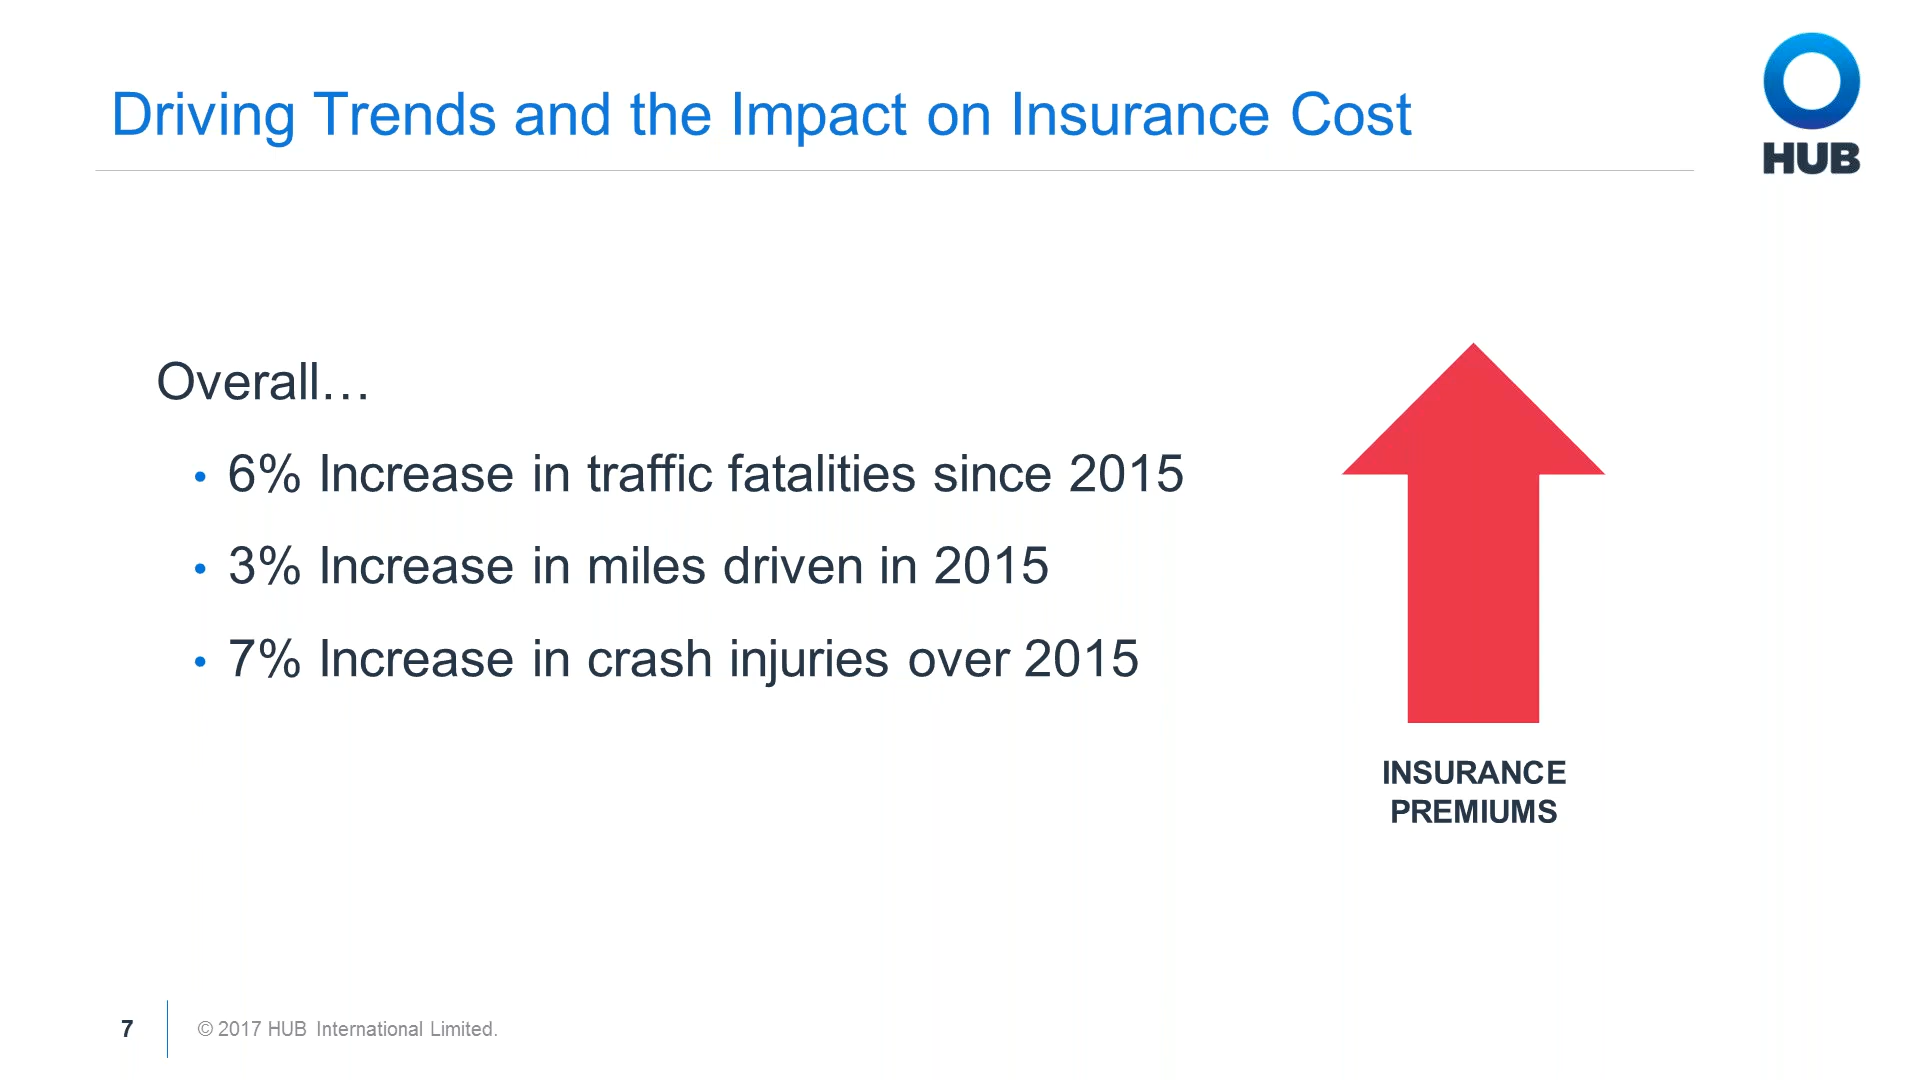 Driving Trends and the Impact on Insurance Cost
HUB
Overall…
• 6% Increase in traffic fatalities since 2015
• 3% Increase in miles driven in 2015
• 7% Increase in crash injuries over 2015
INSURANCE
PREMIUMS
7
© 2017 HUB International Limited.